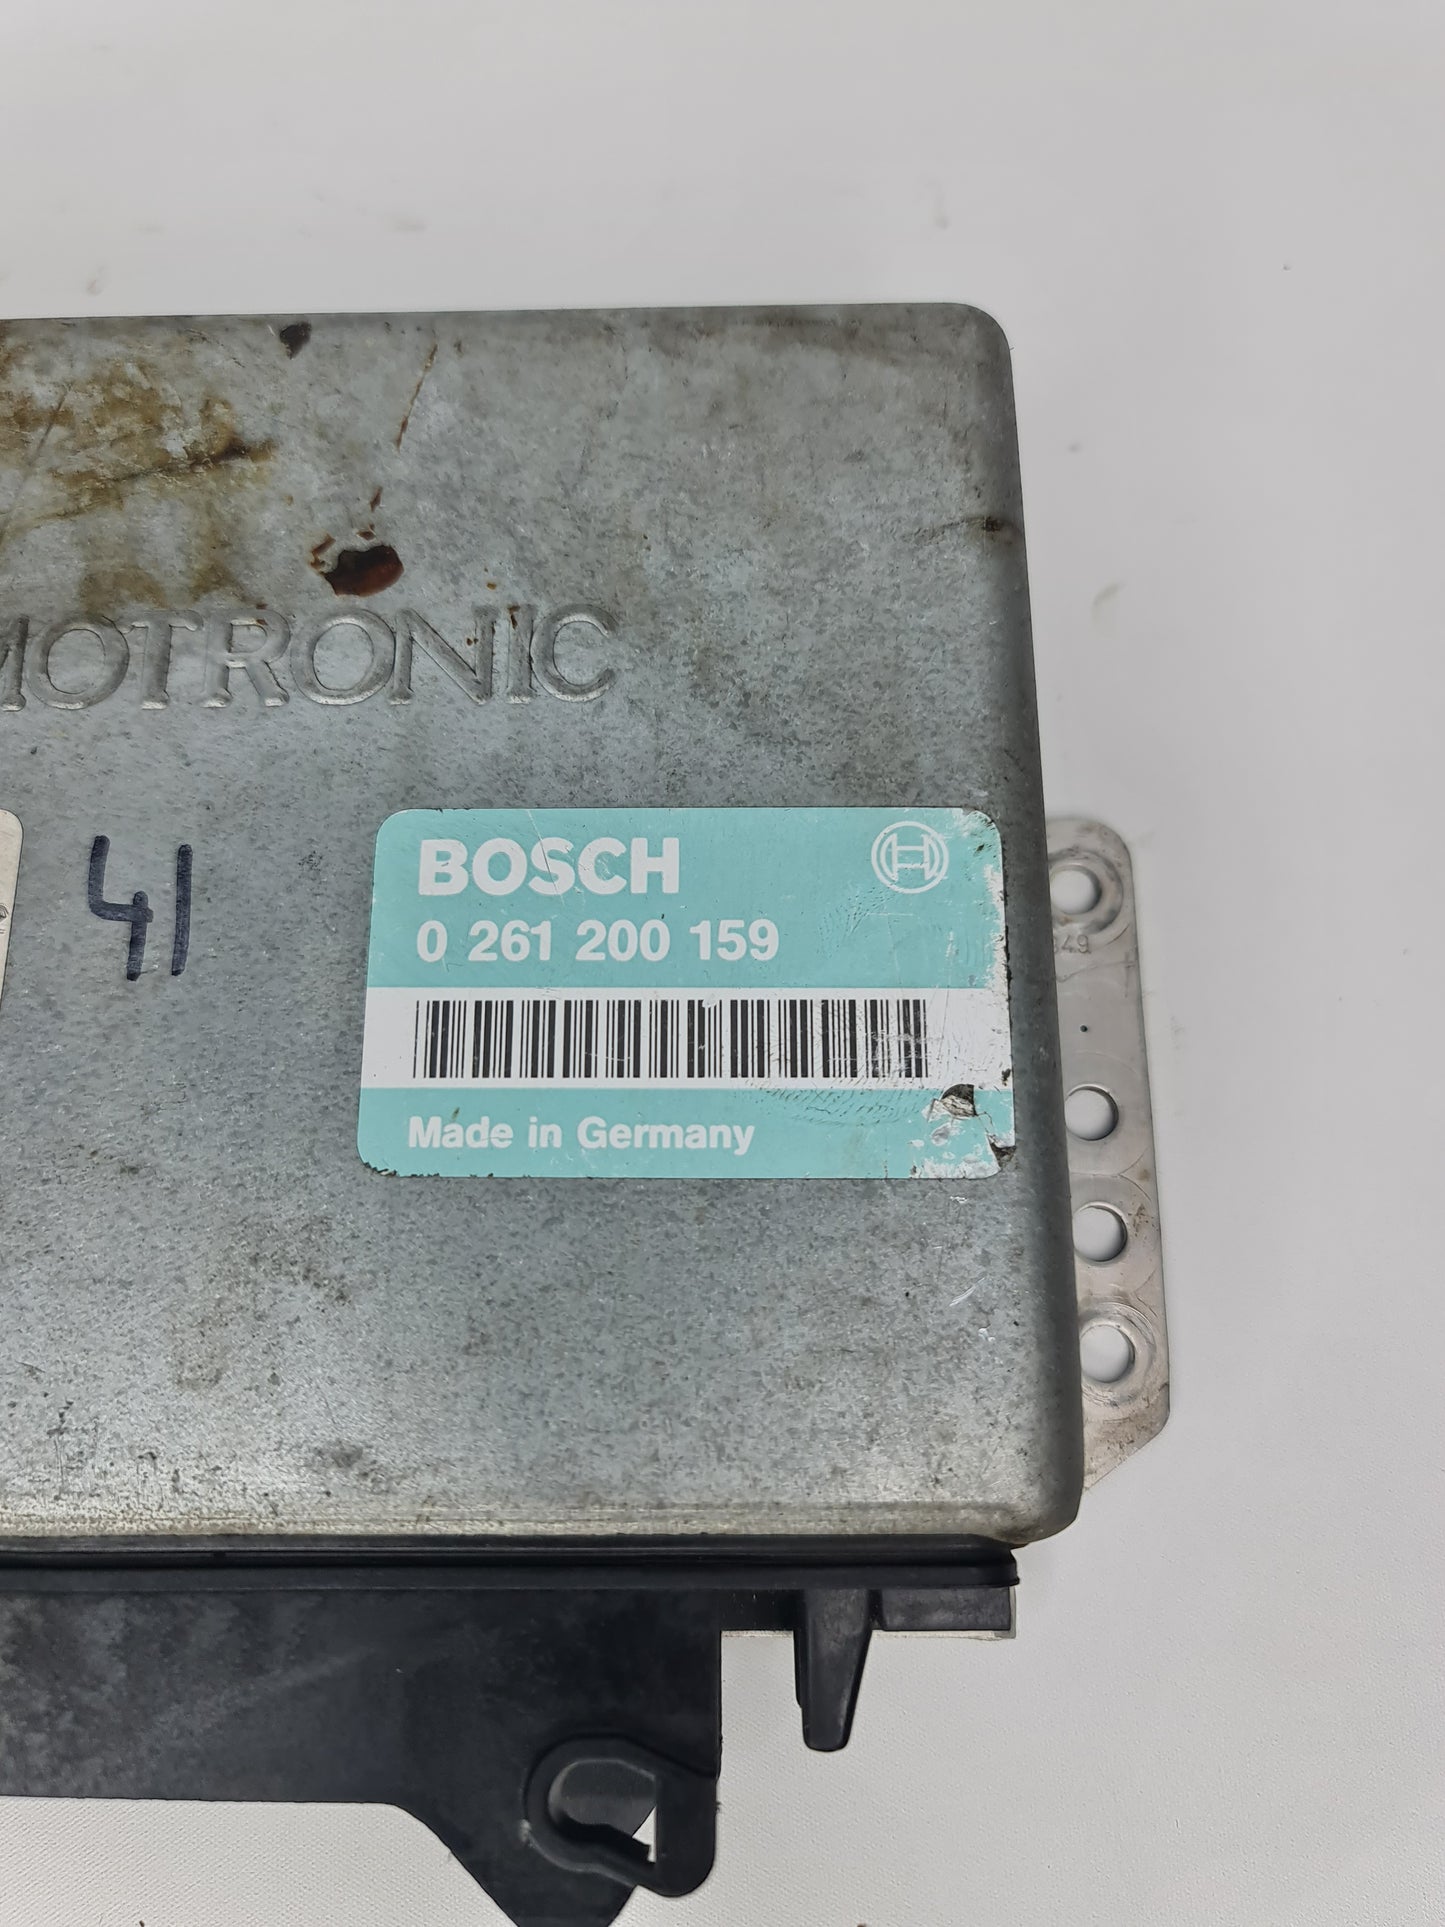 MOTRONIC
41
BOSCH
0 261 200 159
Made in Germany